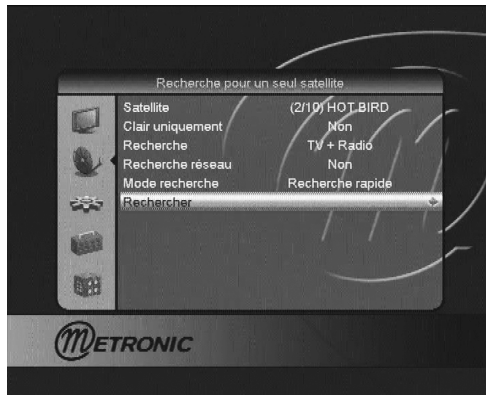 Recherche pour un seul satellite
Satellite (2/10) HOT BIRD
Clair uniquement Non
Recherche TV + Radio
Recherche réseau Non
Mode recherche Recherche rapide
Rechercher
METRONIC